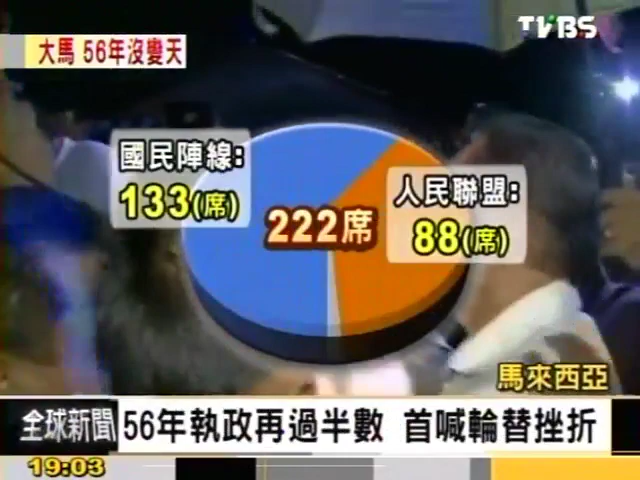 TVBS
大馬 56年沒變天
國民陣線:
133(席)
人民聯盟:
88(席)
222席
馬來西亞
全球新聞
56年執政再過半數 首喊輪替挫折
19:03